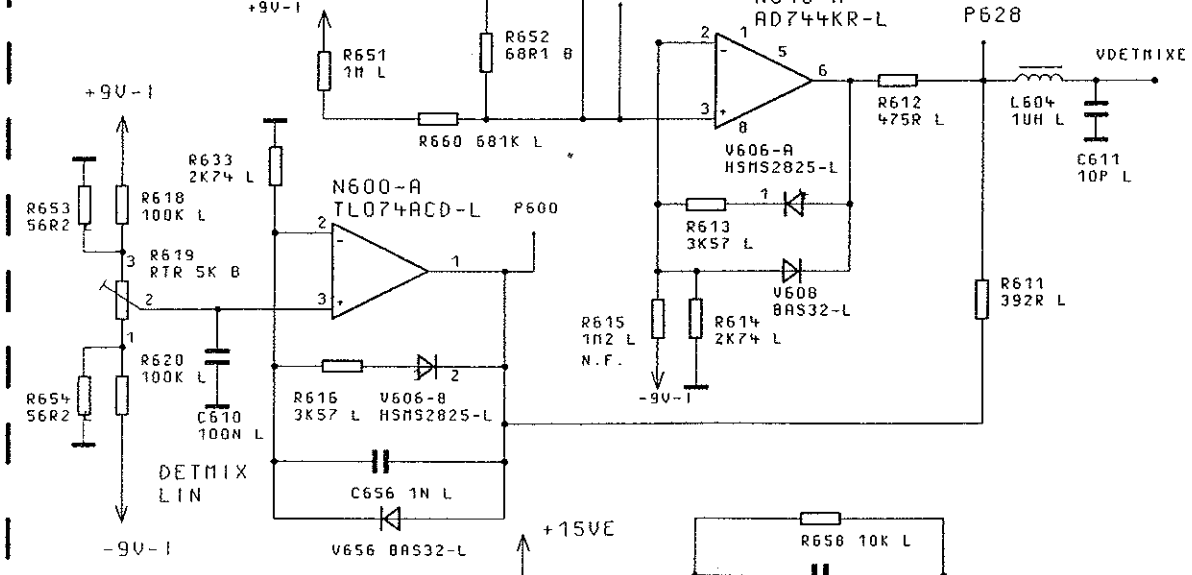 +9V-I
R651
1M L
R652
68R1 B
AD744KR-L
P628
2
1
5
6
3
8
-
+
VDETMIXE
R612
475R L
L604
1UH L
C611
10P L
+9V-I
R660 681K L
V606-A
HSMS2825-L
R633
2K74 L
R653
56R2
R618
100K L
N600-A
TL074ACD-L
P600
1
R613
3K57 L
2
-
1
3
+
3
R619
RTR 5K B
2
1
V608
BAS32-L
R611
392R L
R615
1M2 L
N.F.
R614
2K74 L
-9V-I
R620
100K L
R654
56R2
C610
100N L
R616
3K57 L
2
V606-B
HSMS2825-L
DETMIX
LIN
C656 1N L
V656 BAS32-L
-9V-I
+15VE
R658 10K L